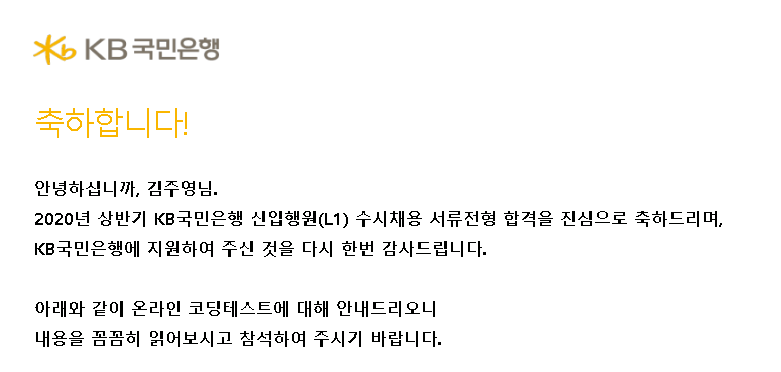 KB 국민은행
축하합니다!
안녕하십니까, 김주영님.
2020년 상반기 KB국민은행 신입행원(L1) 수시채용 서류전형 합격을 진심으로 축하드리며,
KB국민은행에 지원하여 주신 것을 다시 한번 감사드립니다.
아래와 같이 온라인 코딩테스트에 대해 안내드리오니
내용을 꼼꼼히 읽어보시고 참석하여 주시기 바랍니다.